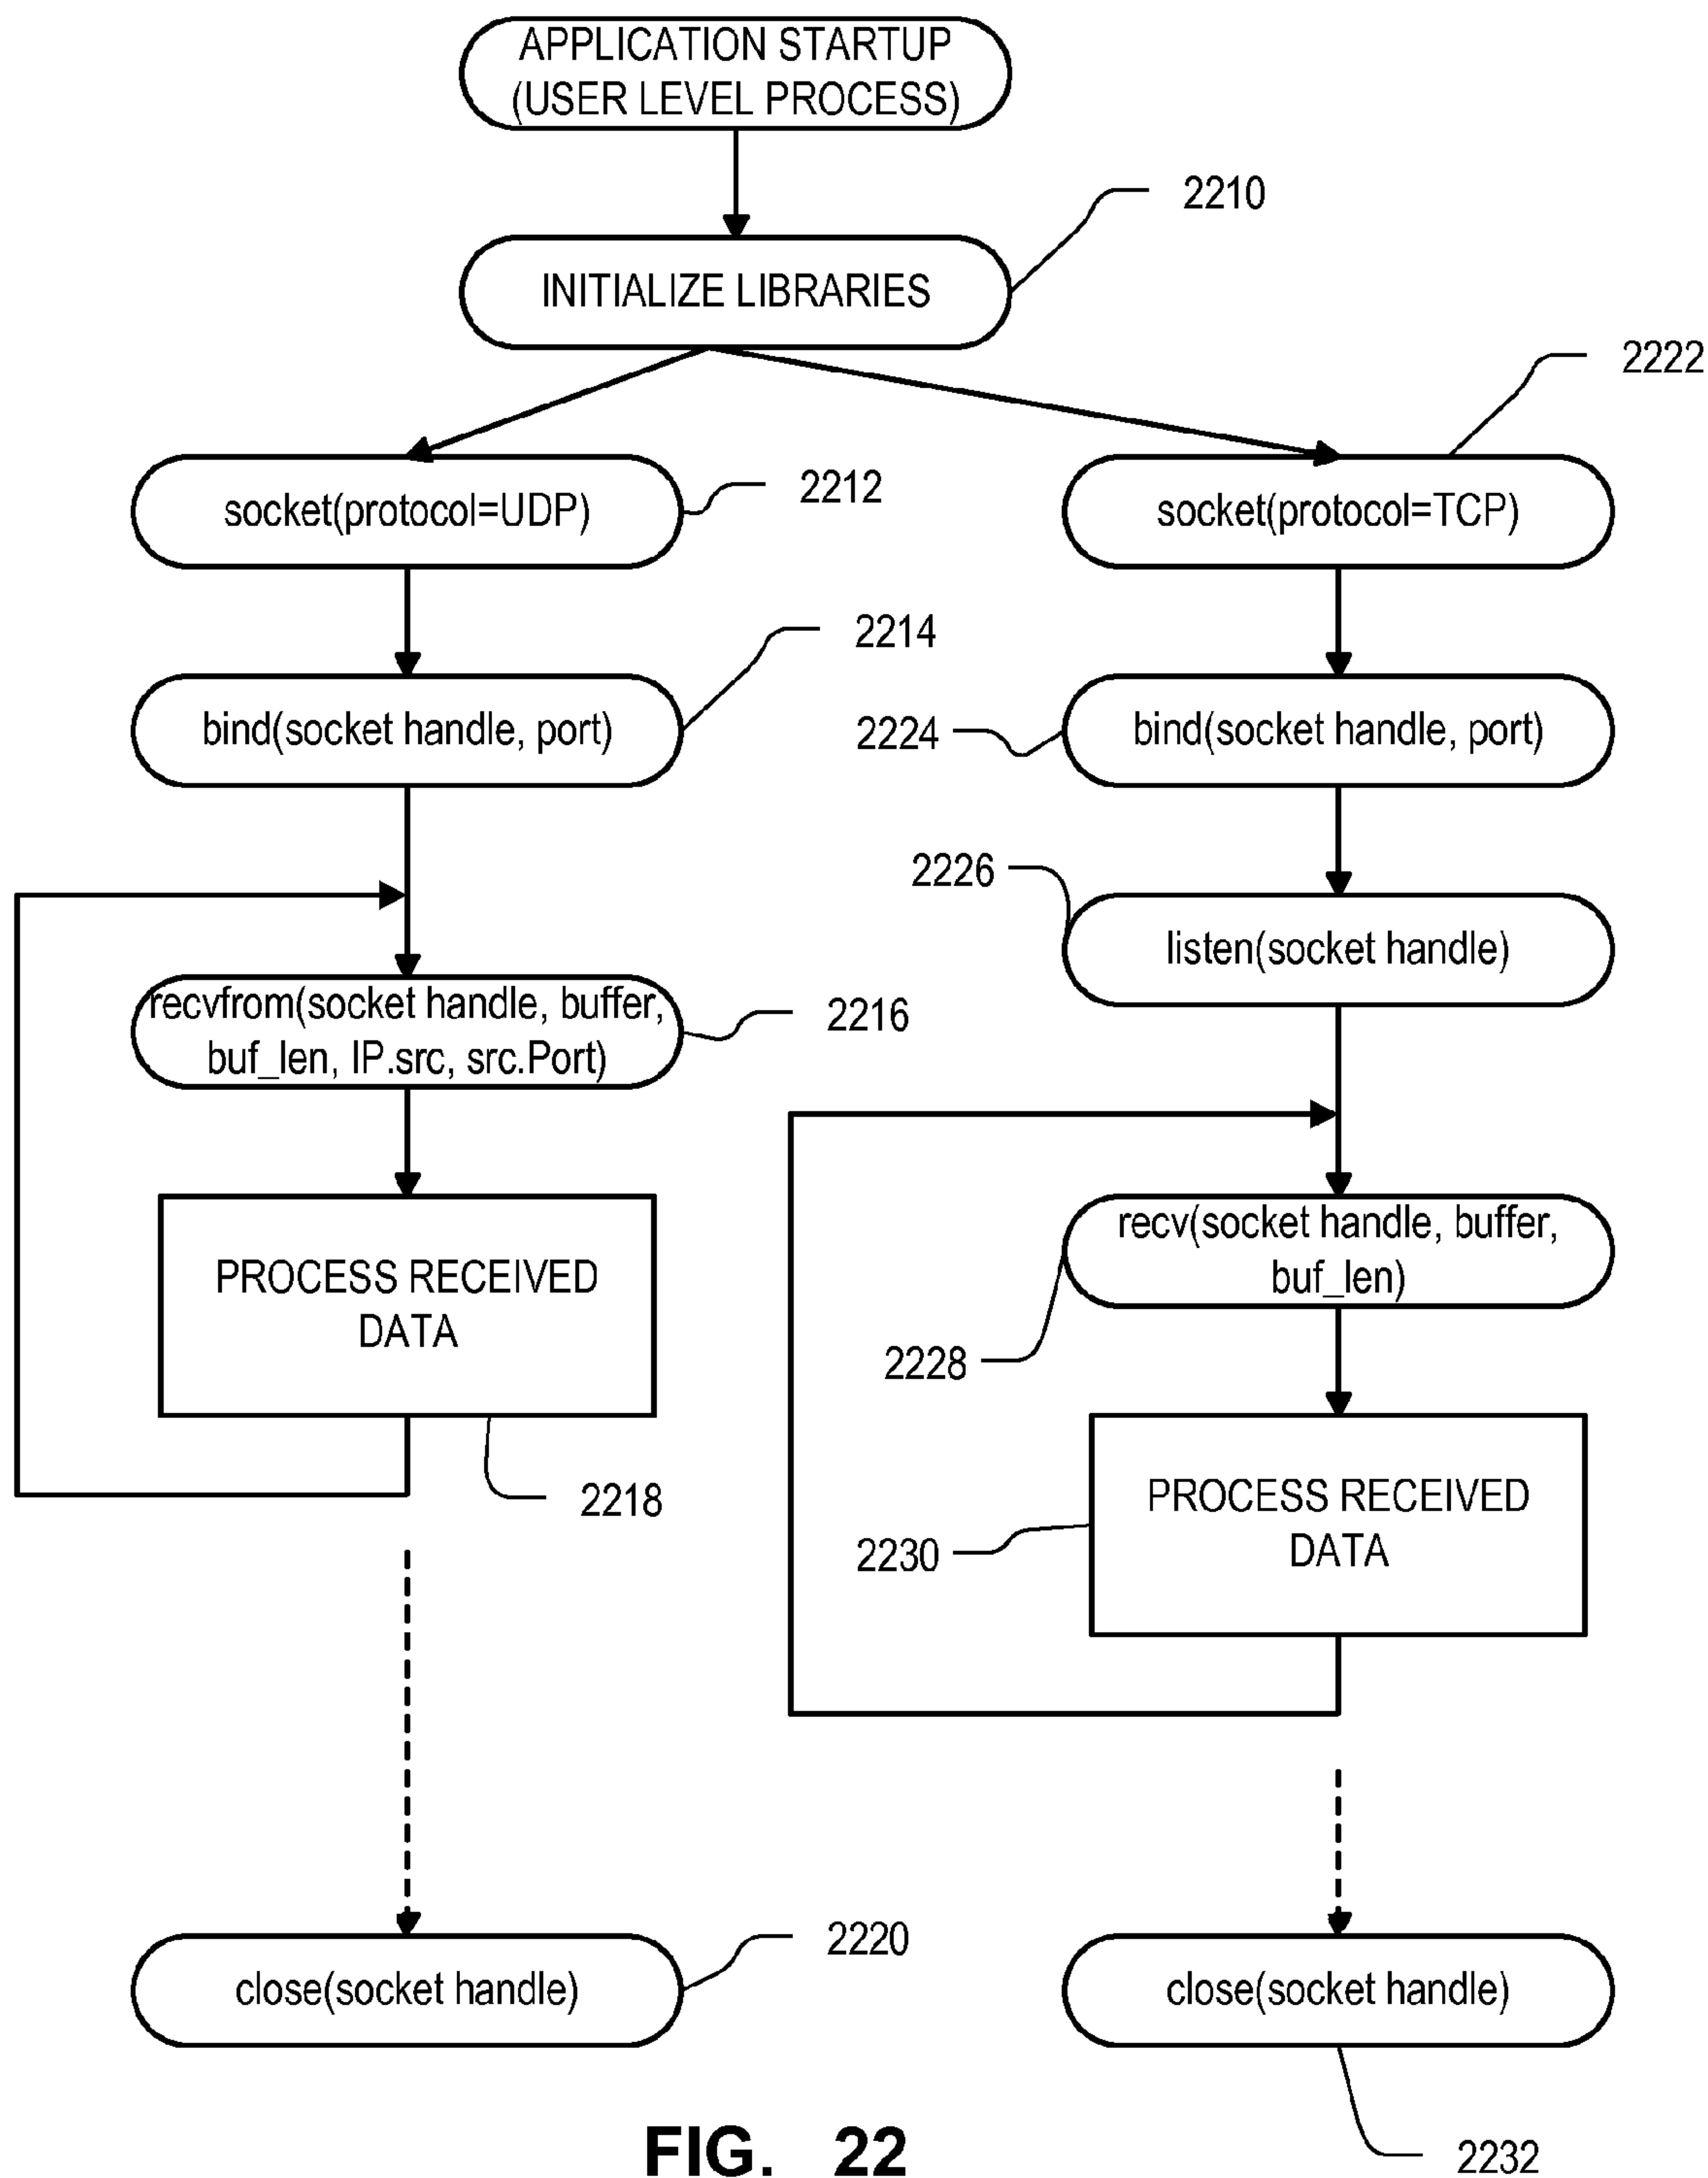 APPLICATION STARTUP
(USER LEVEL PROCESS)
2210
INITIALIZE LIBRARIES
2222
socket(protocol=UDP)
2212
socket(protocol=TCP)
2214
bind(socket handle, port)
2224
bind(socket handle, port)
2226
listen(socket handle)
recvfrom(socket handle, buffer,
buf_len, IP.src, src.Port)
2216
recv(socket handle, buffer,
buf_len)
PROCESS RECEIVED
DATA
2228
2218
PROCESS RECEIVED
DATA
2230
2220
close(socket handle)
close(socket handle)
2232
FIG. 22